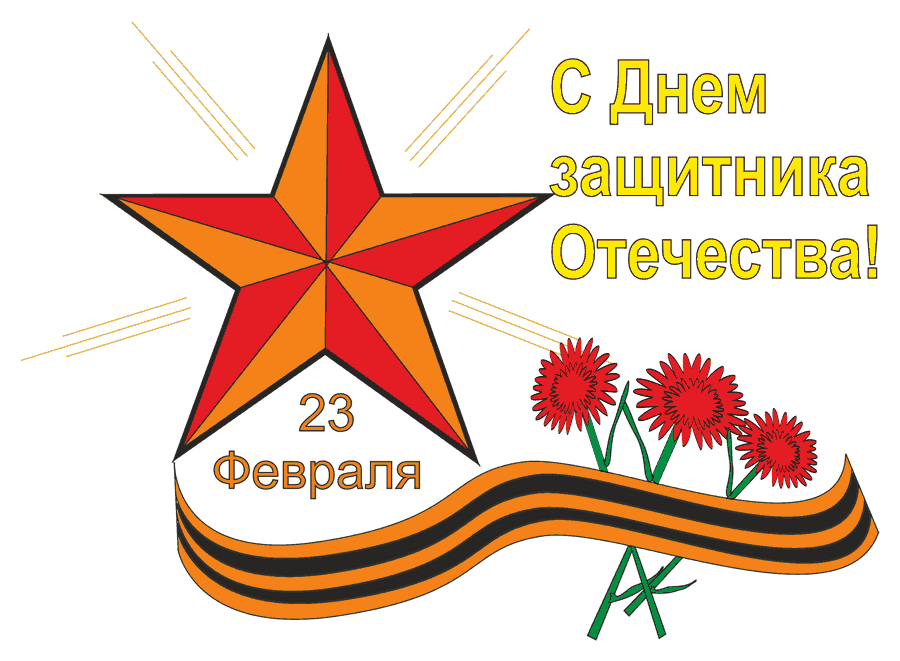 С Днем
защитника
Отечества!
23
Февраля